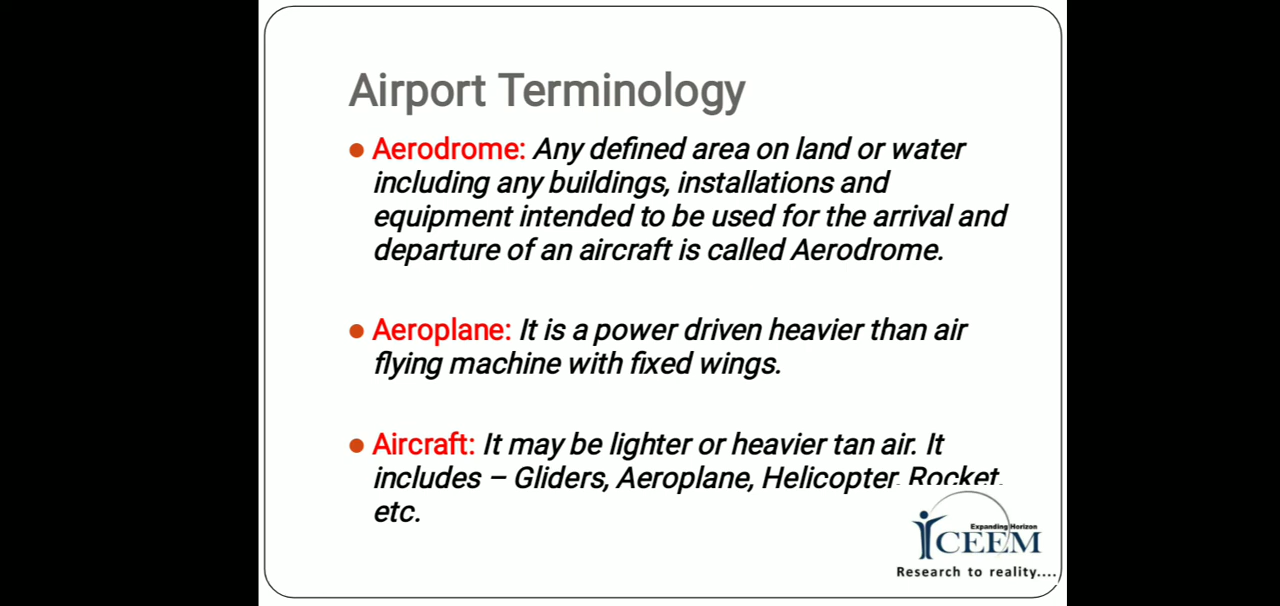 Airport Terminology
Aerodrome: Any defined area on land or water
including any buildings, installations and
equipment intended to be used for the arrival and
departure of an aircraft is called Aerodrome.
Aeroplane: It is a power driven heavier than air
flying machine with fixed wings.
Aircraft: It may be lighter or heavier tan air. It
includes – Gliders, Aeroplane, Helicopter, Rocket,
etc.
Expanding Horizon
ICEEM
Research to reality....